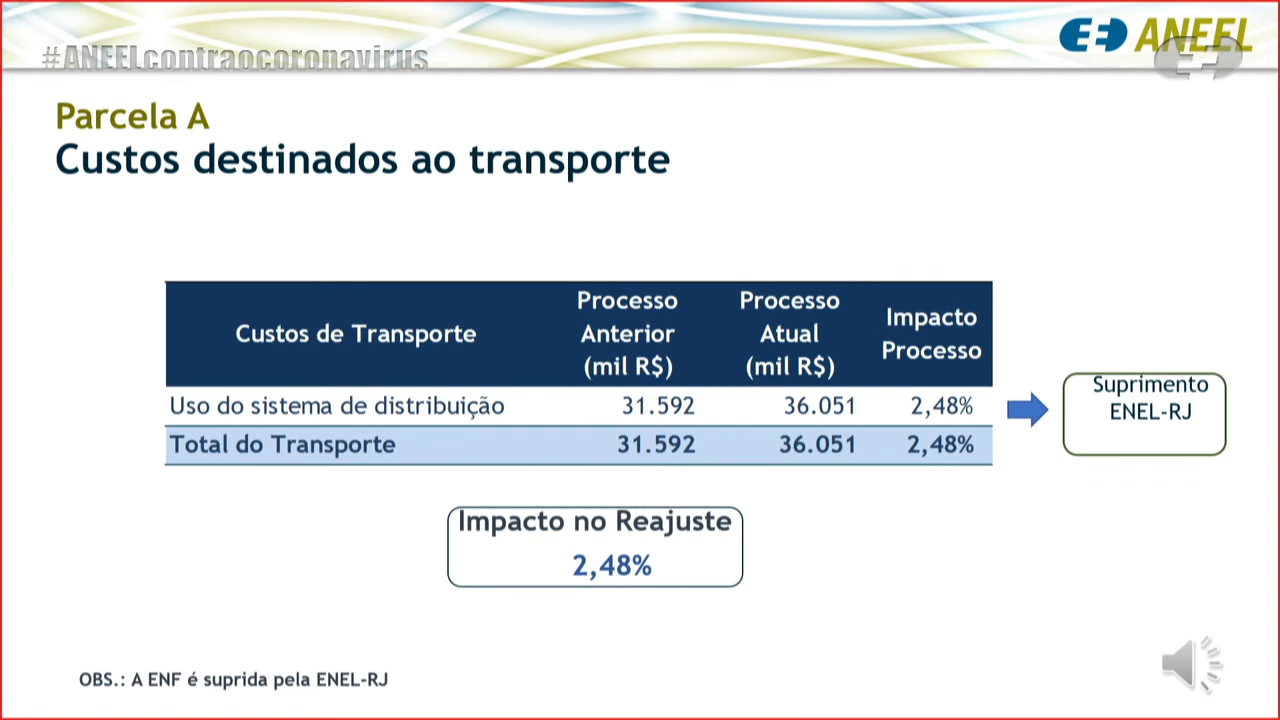 #ANEELcontraocoronavirus
ANEEL
Parcela A
Custos destinados ao transporte
Custos de Transporte
Processo
Anterior
(mil R$)
Processo
Atual
(mil R$)
Impacto
Processo
Uso do sistema de distribuição 31.592 36.051 2,48%
Total do Transporte 31.592 36.051 2,48%
Suprimento
ENEL-RJ
Impacto no Reajuste
2,48%
OBS.: A ENF é suprida pela ENEL-RJ